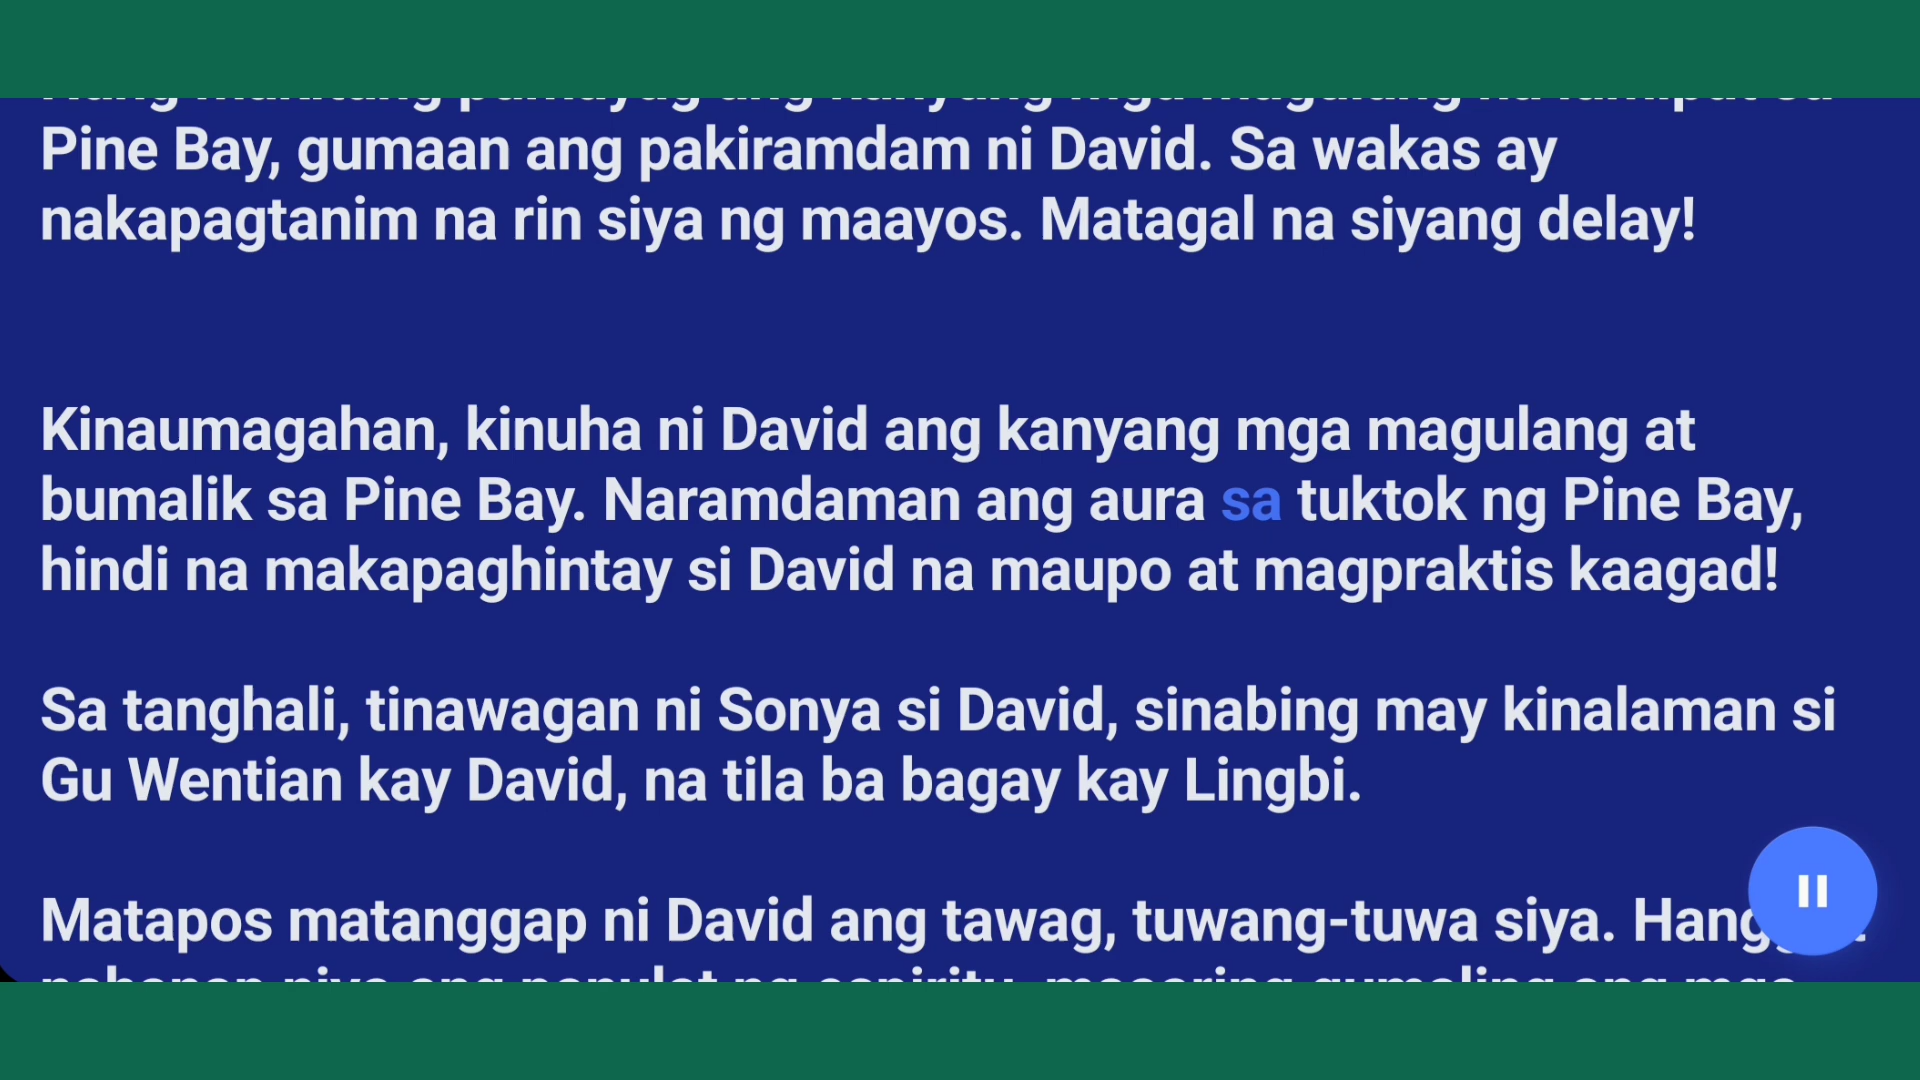 Pine Bay, gumaan ang pakiramdam ni David. Sa wakas ay
nakapagtanim na rin siya ng maayos. Matagal na siyang delay!
Kinaumagahan, kinuha ni David ang kanyang mga magulang at
bumalik sa Pine Bay. Naramdaman ang aura sa tuktok ng Pine Bay,
hindi na makapaghintay si David na maupo at magpraktis kaagad!
Sa tanghali, tinawagan ni Sonya si David, sinabing may kinalaman si
Gu Wentian kay David, na tila ba bagay kay Lingbi.
Matapos matanggap ni David ang tawag, tuwang-tuwa siya.